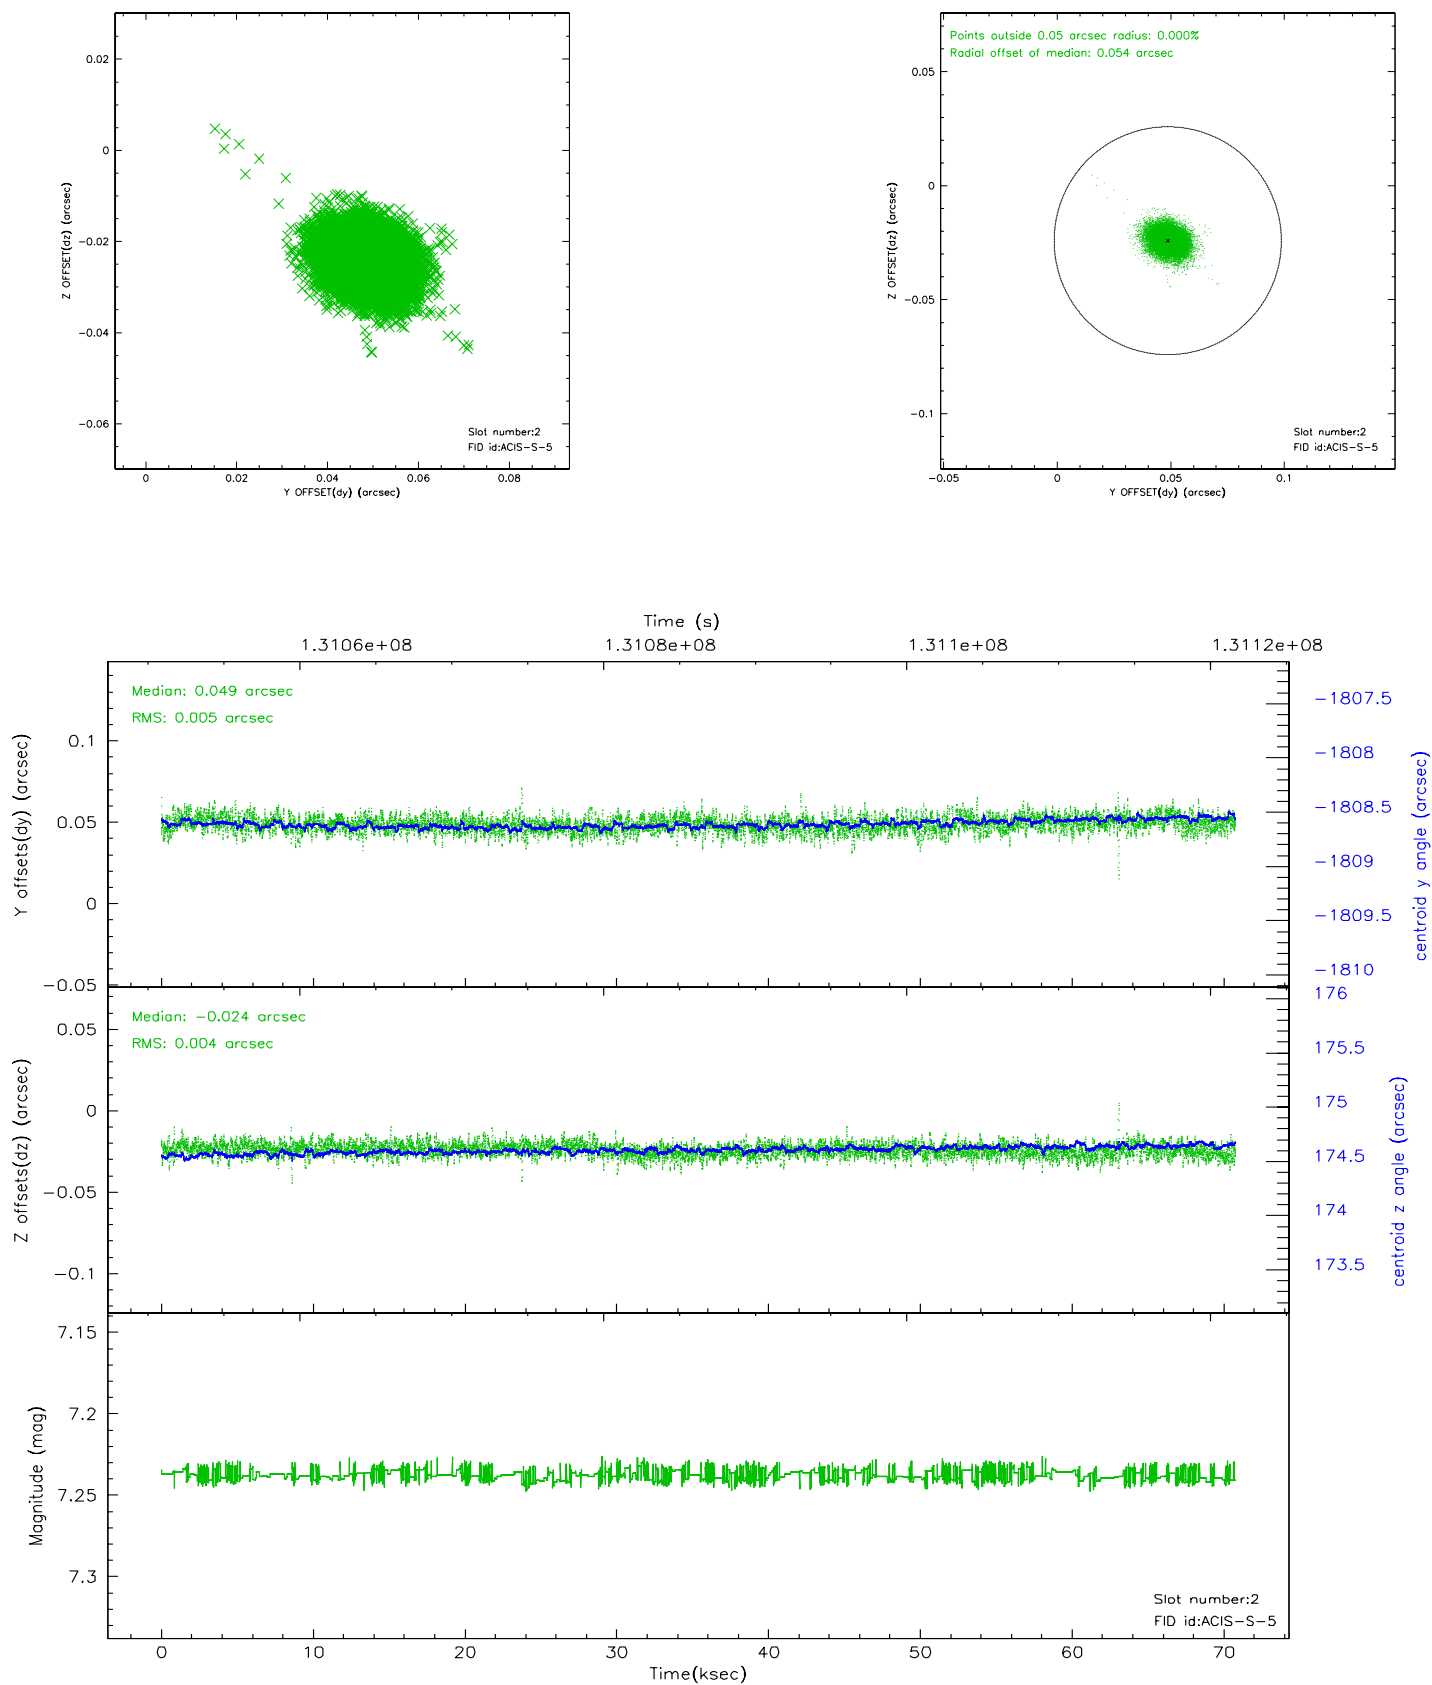 0.02
0
-0.02
-0.04
-0.06
Z OFFSET(dz) (arcsec)
Slot number:2
FID id:ACIS-S-5
0 0.02 0.04 0.06 0.08
Y OFFSET(dy) (arcsec)
Points outside 0.05 arcsec radius: 0.000%
Radial offset of median: 0.054 arcsec
0.05
0
-0.05
-0.1
Z OFFSET(dz) (arcsec)
Slot number:2
FID id:ACIS-S-5
-0.05 0 0.05 0.1
Y OFFSET(dy) (arcsec)
Time (s)
1.3106e+08 1.3108e+08 1.311e+08 1.3112e+08
Median: 0.049 arcsec
RMS: 0.005 arcsec
0.1
0.05
0
-0.05
Y offsets(dy) (arcsec)
-1807.5
-1808
-1808.5
-1809
-1809.5
-1810
centroid y angle (arcsec)
Median: -0.024 arcsec
RMS: 0.004 arcsec
0.05
0
-0.05
-0.1
Z offsets(dz) (arcsec)
176
175.5
175
174.5
174
173.5
centroid z angle (arcsec)
7.15
7.2
7.25
7.3
Magnitude (mag)
Slot number:2
FID id:ACIS-S-5
0 10 20 30 40 50 60 70
Time(ksec)